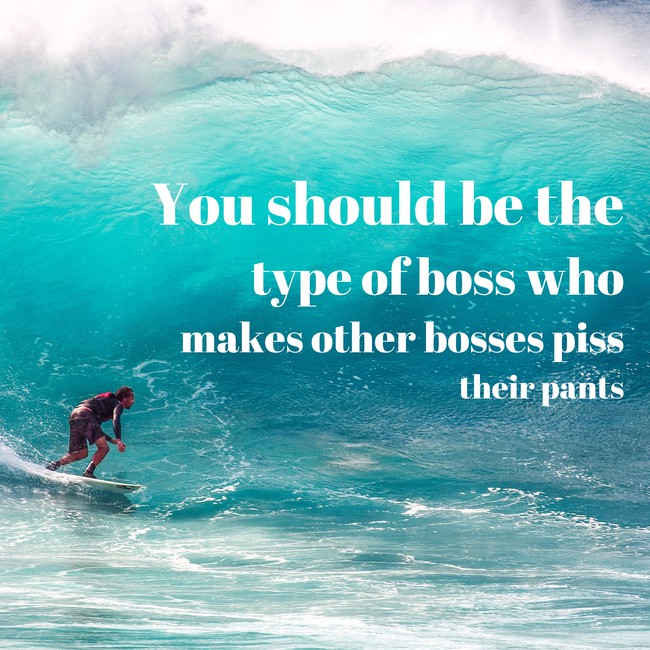 You should be the
type of boss who
makes other bosses piss
their pants